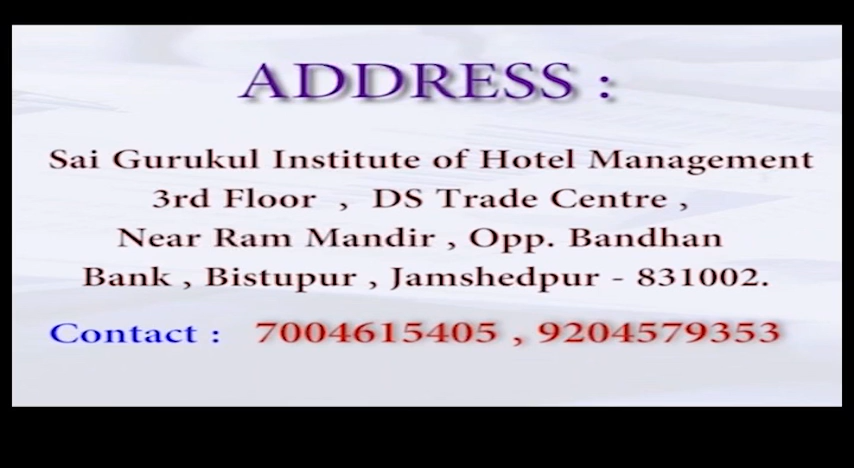 ADDRESS :
Sai Gurukul Institute of Hotel Management
3rd Floor , DS Trade Centre ,
Near Ram Mandir , Opp. Bandhan
Bank , Bistupur , Jamshedpur - 831002.
Contact : 7004615405 , 9204579353